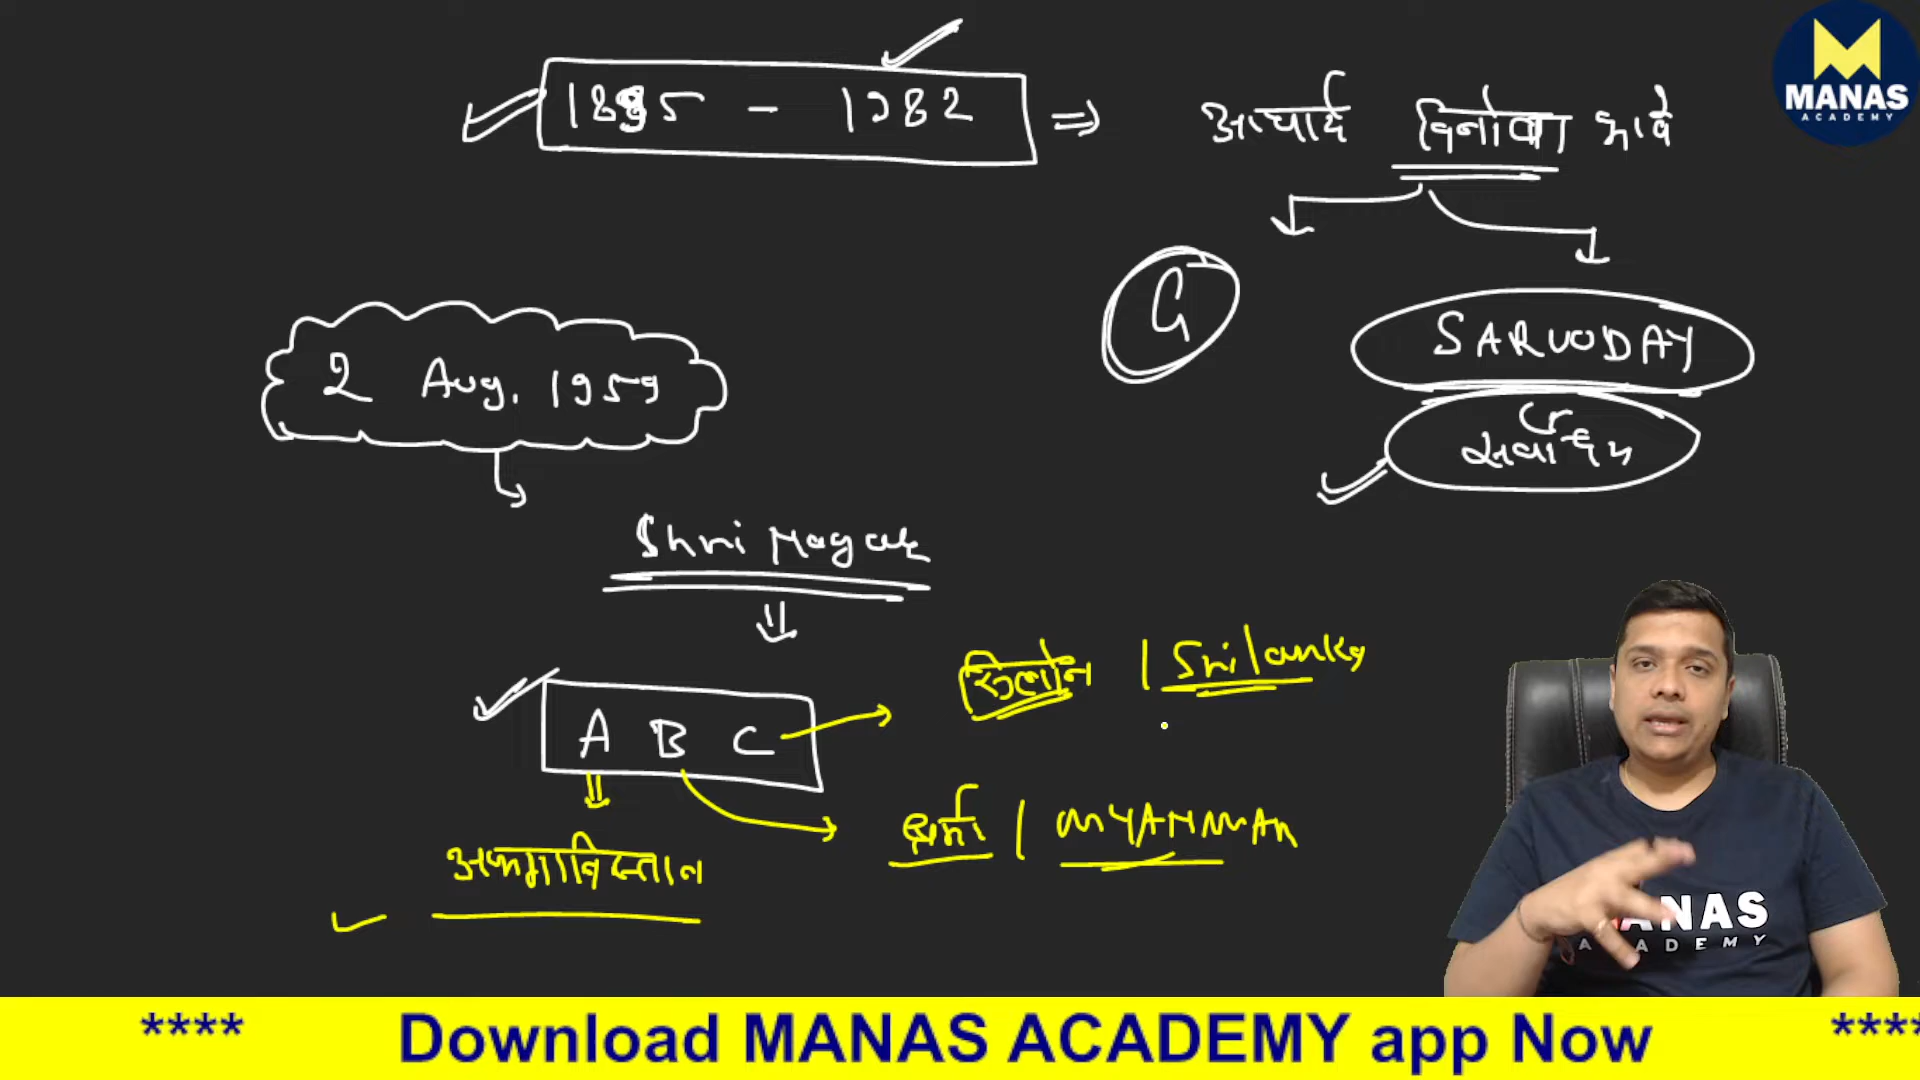 1895 - 1982 ⇒ आचार्य विनोबा भावे
MANAS
ACADEMY
G
SARVODAY
सर्वोदय
2 Aug. 1959
Shri Nagar
सिलोन | Srilanka
A B C
बर्मा | MYANMAR
अफगानिस्तान
MANAS
ACADEMY
**** Download MANAS ACADEMY app Now ****